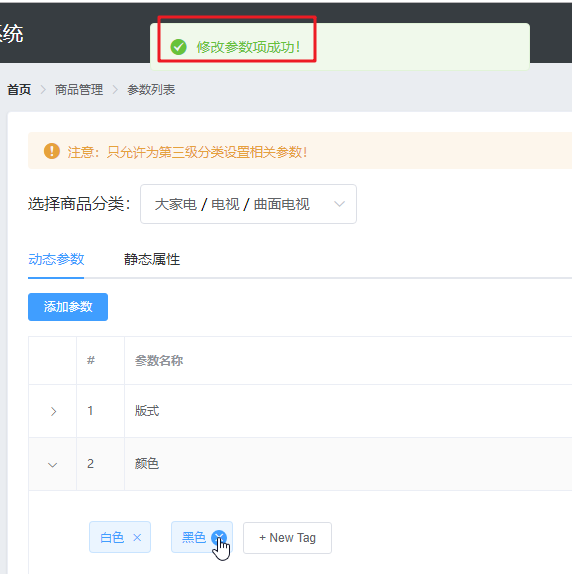 系统
修改参数项成功!
首页 > 商品管理 > 参数列表
注意：只允许为第三级分类设置相关参数!
选择商品分类： 大家电 / 电视 / 曲面电视
动态参数 静态属性
添加参数
# 参数名称
1 版式
2 颜色
白色 × 黑色 + New Tag